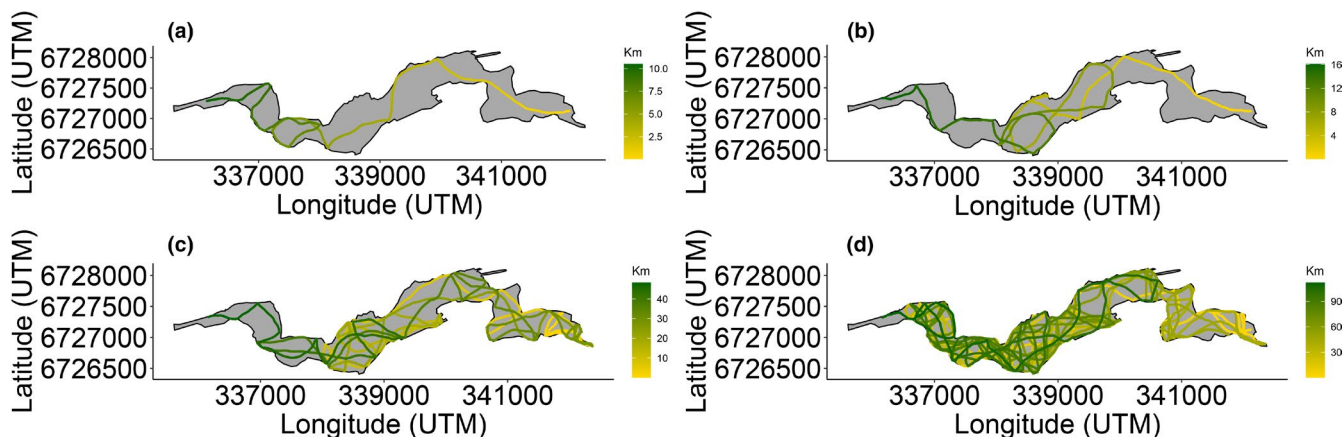 (a)
Latitude (UTM)
6728000
6727500
6727000
6726500
337000 339000 341000
Longitude (UTM)
Km
10.0
7.5
5.0
2.5
(b)
Latitude (UTM)
6728000
6727500
6727000
6726500
337000 339000 341000
Longitude (UTM)
Km
16
12
8
4
(c)
Latitude (UTM)
6728000
6727500
6727000
6726500
337000 339000 341000
Longitude (UTM)
Km
40
30
20
10
(d)
Latitude (UTM)
6728000
6727500
6727000
6726500
337000 339000 341000
Longitude (UTM)
Km
90
60
30